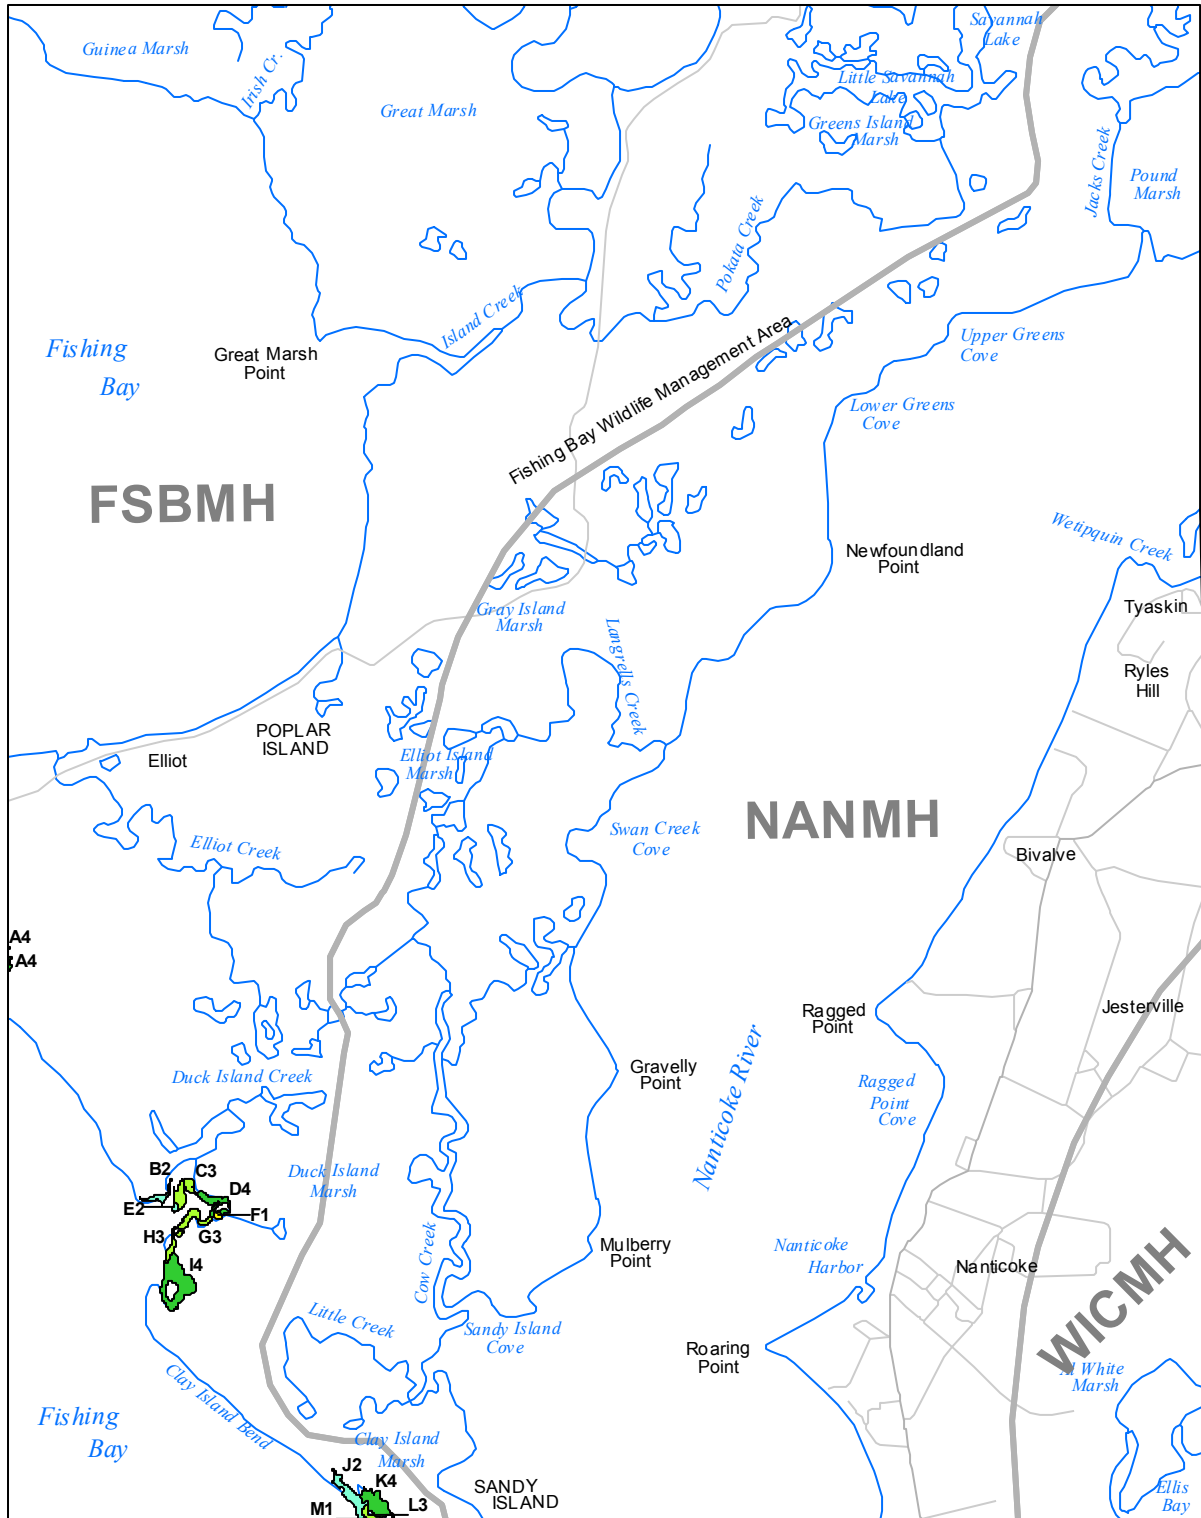 Savannah
Lake
Guinea Marsh
Irish Cr.
Great Marsh
Little Savannah
Lake
Greens Island
Marsh
Jacks Creek
Pound
Marsh
Pokata Creek
Island Creek
Fishing
Bay
Great Marsh
Point
Upper Greens
Cove
Fishing Bay Wildlife Management Area
Lower Greens
Cove
FSBMH
Wetipquin Creek
Newfoundland
Point
Tyaskin
Gray Island
Marsh
Langrells Creek
Ryles
Hill
POPLAR
ISLAND
Elliot
Elliot Island
Marsh
NANMH
Swan Creek
Cove
Elliot Creek
Bivalve
A4
A4
Ragged
Point
Jesterville
Nanticoke River
Gravelly
Point
Duck Island Creek
Ragged
Point
Cove
B2
C3
Duck Island
Marsh
D4
E2
F1
H3
G3
I4
Cow Creek
Mulberry
Point
Nanticoke
Harbor
Nanticoke
WICMH
Little Creek
Sandy Island
Cove
Roaring
Point
Al White
Marsh
Clay Island Bend
Fishing
Bay
Clay Island
Marsh
J2
K4
SANDY
ISLAND
L3
M1
Ellis
Bay